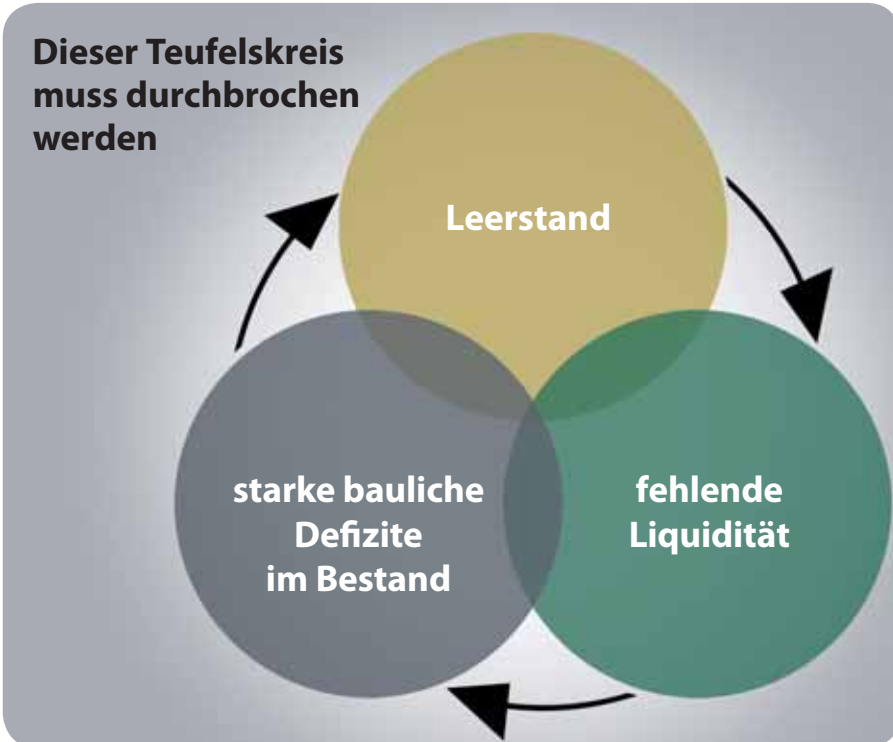 Dieser Teufelskreis
muss durchbrochen
werden
Leerstand
starke bauliche
Defizite
im Bestand
fehlende
Liquidität